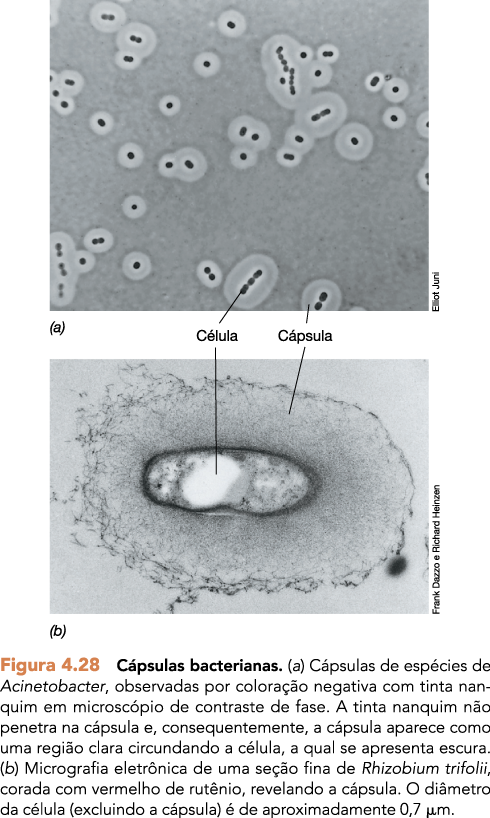 Elliot Juni
(a)
Célula Cápsula
Frank Dazzo e Richard Heinzen
(b)
Figura 4.28 Cápsulas bacterianas. (a) Cápsulas de espécies de
Acinetobacter, observadas por coloração negativa com tinta nan-
quim em microscópio de contraste de fase. A tinta nanquim não
penetra na cápsula e, consequentemente, a cápsula aparece como
uma região clara circundando a célula, a qual se apresenta escura.
(b) Micrografia eletrônica de uma seção fina de Rhizobium trifolii,
corada com vermelho de rutênio, revelando a cápsula. O diâmetro
da célula (excluindo a cápsula) é de aproximadamente 0,7 μm.